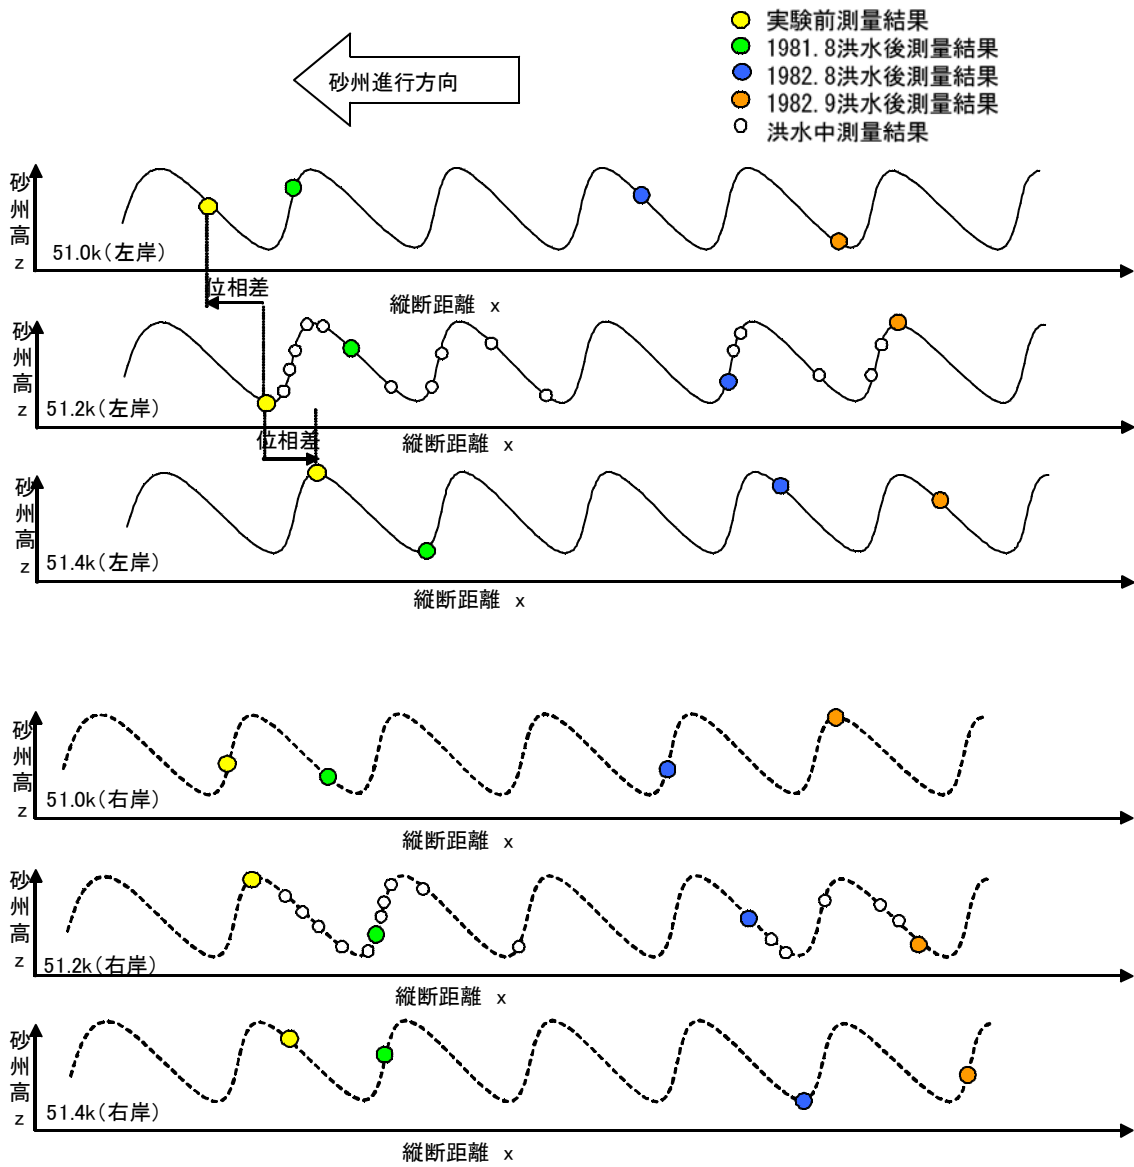 実験前測量結果
1981.8洪水後測量結果
1982.8洪水後測量結果
1982.9洪水後測量結果
洪水中測量結果
砂州進行方向
砂州高 z
51.0k(左岸)
位相差
縦断距離 x
砂州高 z
51.2k(左岸)
位相差
縦断距離 x
砂州高 z
51.4k(左岸)
縦断距離 x
砂州高 z
51.0k(右岸)
縦断距離 x
砂州高 z
51.2k(右岸)
縦断距離 x
砂州高 z
51.4k(右岸)
縦断距離 x